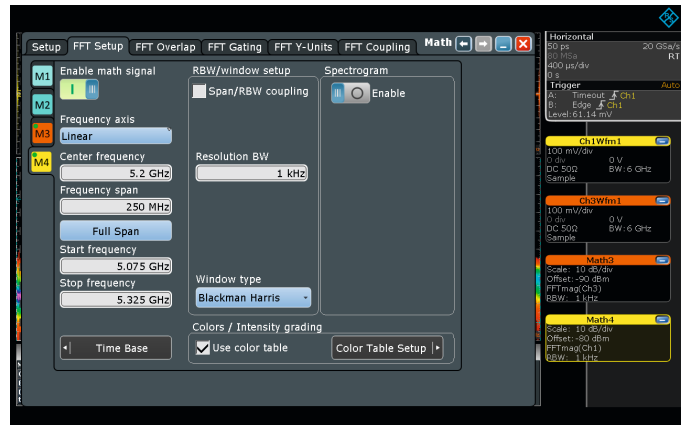 Setup FFT Setup FFT Overlap FFT Gating FFT Y-Units FFT Coupling Math
M1
M2
M3
M4
Enable math signal
Frequency axis
Linear
Center frequency
5.2 GHz
Frequency span
250 MHz
Full Span
Start frequency
5.075 GHz
Stop frequency
5.325 GHz
Time Base
RBW/window setup
Span/RBW coupling
Resolution BW
1 kHz
Window type
Blackman Harris
Colors / Intensity grading
Use color table
Color Table Setup
Spectrogram
Enable
Horizontal
50 ps 20 GSa/s
80 MSa RT
400 µs/div
0 s
Trigger Auto
A: Timeout Ch1
B: Edge Ch1
Level:61.14 mV
Ch1Wfm1
100 mV/div
0 div 0 V
DC 50Ω BW:6 GHz
Sample
Ch3Wfm1
100 mV/div
0 div 0 V
DC 50Ω BW:6 GHz
Sample
Math3
Scale: 10 dB/div
Offset:-90 dBm
FFTmag(Ch3)
RBW: 1 kHz
Math4
Scale: 10 dB/div
Offset:-80 dBm
FFTmag(Ch1)
RBW: 1 kHz